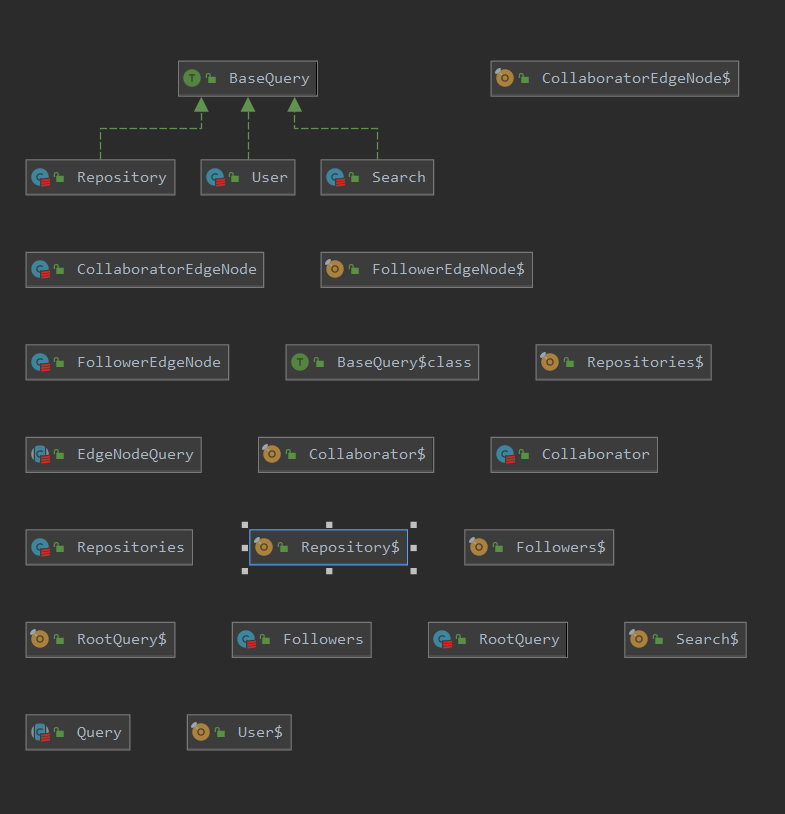 BaseQuery
CollaboratorEdgeNode$
Repository
User
Search
CollaboratorEdgeNode
FollowerEdgeNode$
FollowerEdgeNode
BaseQuery$class
Repositories$
EdgeNodeQuery
Collaborator$
Collaborator
Repositories
Repository$
Followers$
RootQuery$
Followers
RootQuery
Search$
Query
User$